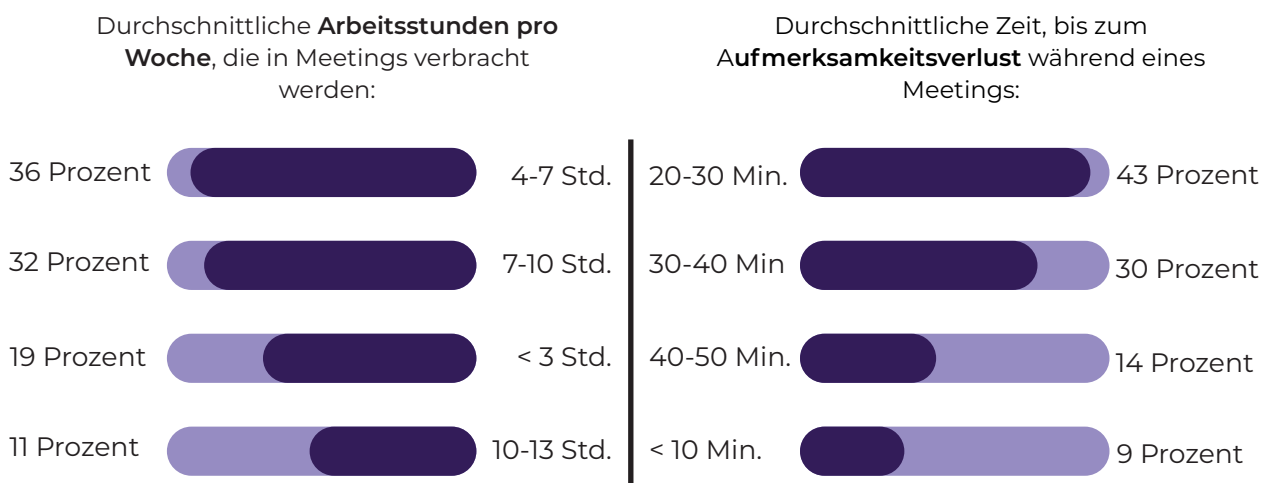 Durchschnittliche Arbeitsstunden pro
Woche, die in Meetings verbracht
werden:
36 Prozent 4-7 Std.
32 Prozent 7-10 Std.
19 Prozent < 3 Std.
11 Prozent 10-13 Std.
Durchschnittliche Zeit, bis zum
Aufmerksamkeitsverlust während eines
Meetings:
20-30 Min. 43 Prozent
30-40 Min 30 Prozent
40-50 Min. 14 Prozent
< 10 Min. 9 Prozent